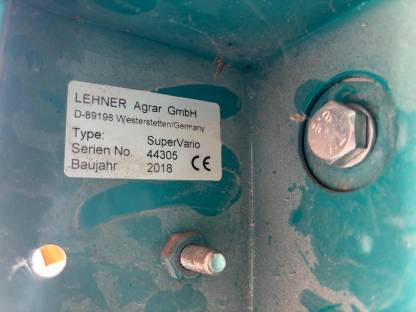 LEHNER Agrar GmbH
D-89198 Westerstetten/Germany
Type: SuperVario
Serien No. 44305
Baujahr 2018 CE